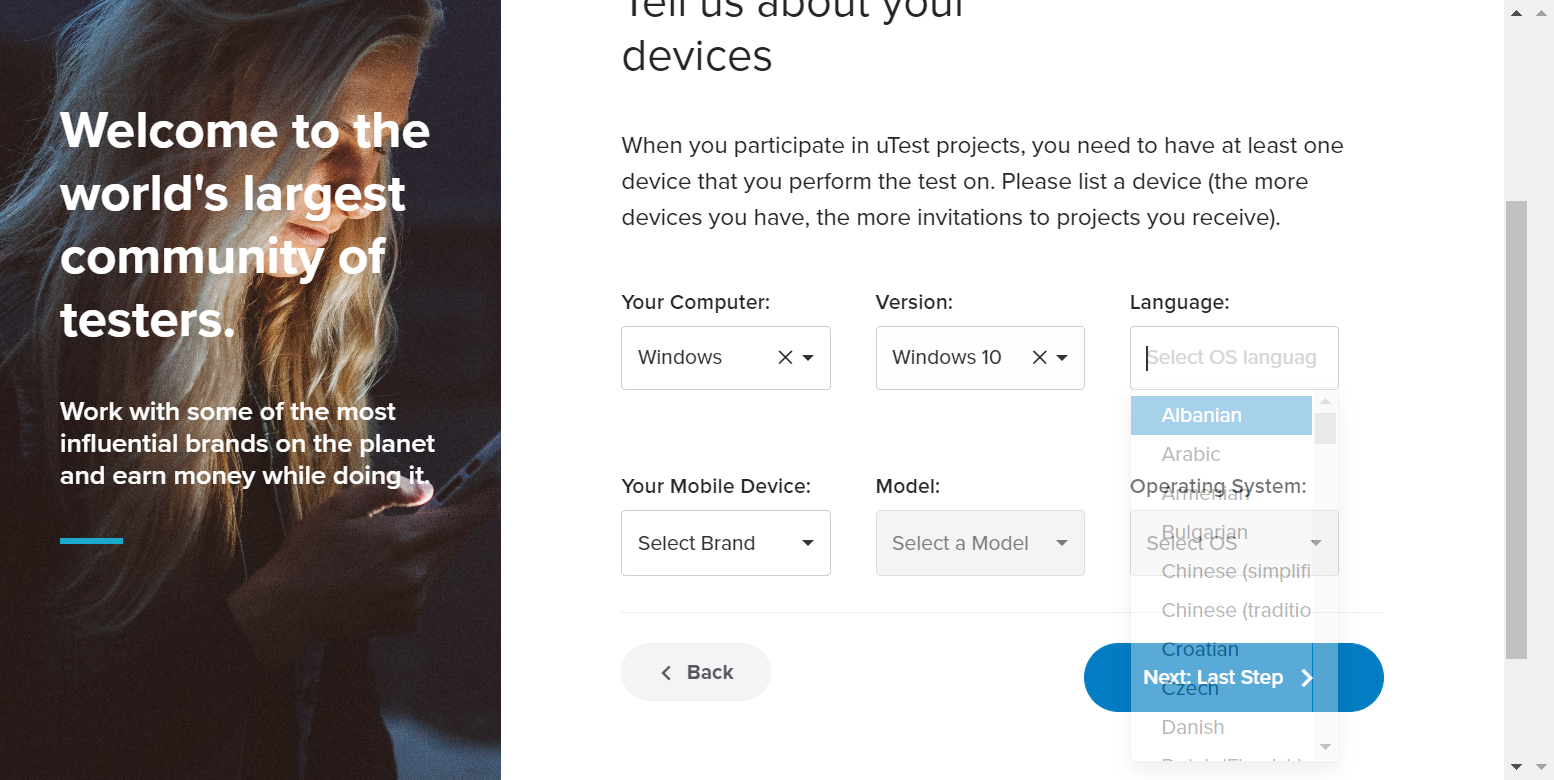 Welcome to the
world's largest
community of
testers.
Work with some of the most
influential brands on the planet
and earn money while doing it.
Tell us about your
devices
When you participate in uTest projects, you need to have at least one
device that you perform the test on. Please list a device (the more
devices you have, the more invitations to projects you receive).
Your Computer: Version: Language:
Windows Windows 10 Select OS languag
Albanian
Arabic
Your Mobile Device: Model: Operating System:
Armenian
Bulgarian
Select Brand Select a Model Select OS
Chinese (simplifi
Chinese (traditio
Croatian
Back Next: Last Step
Czech
Danish